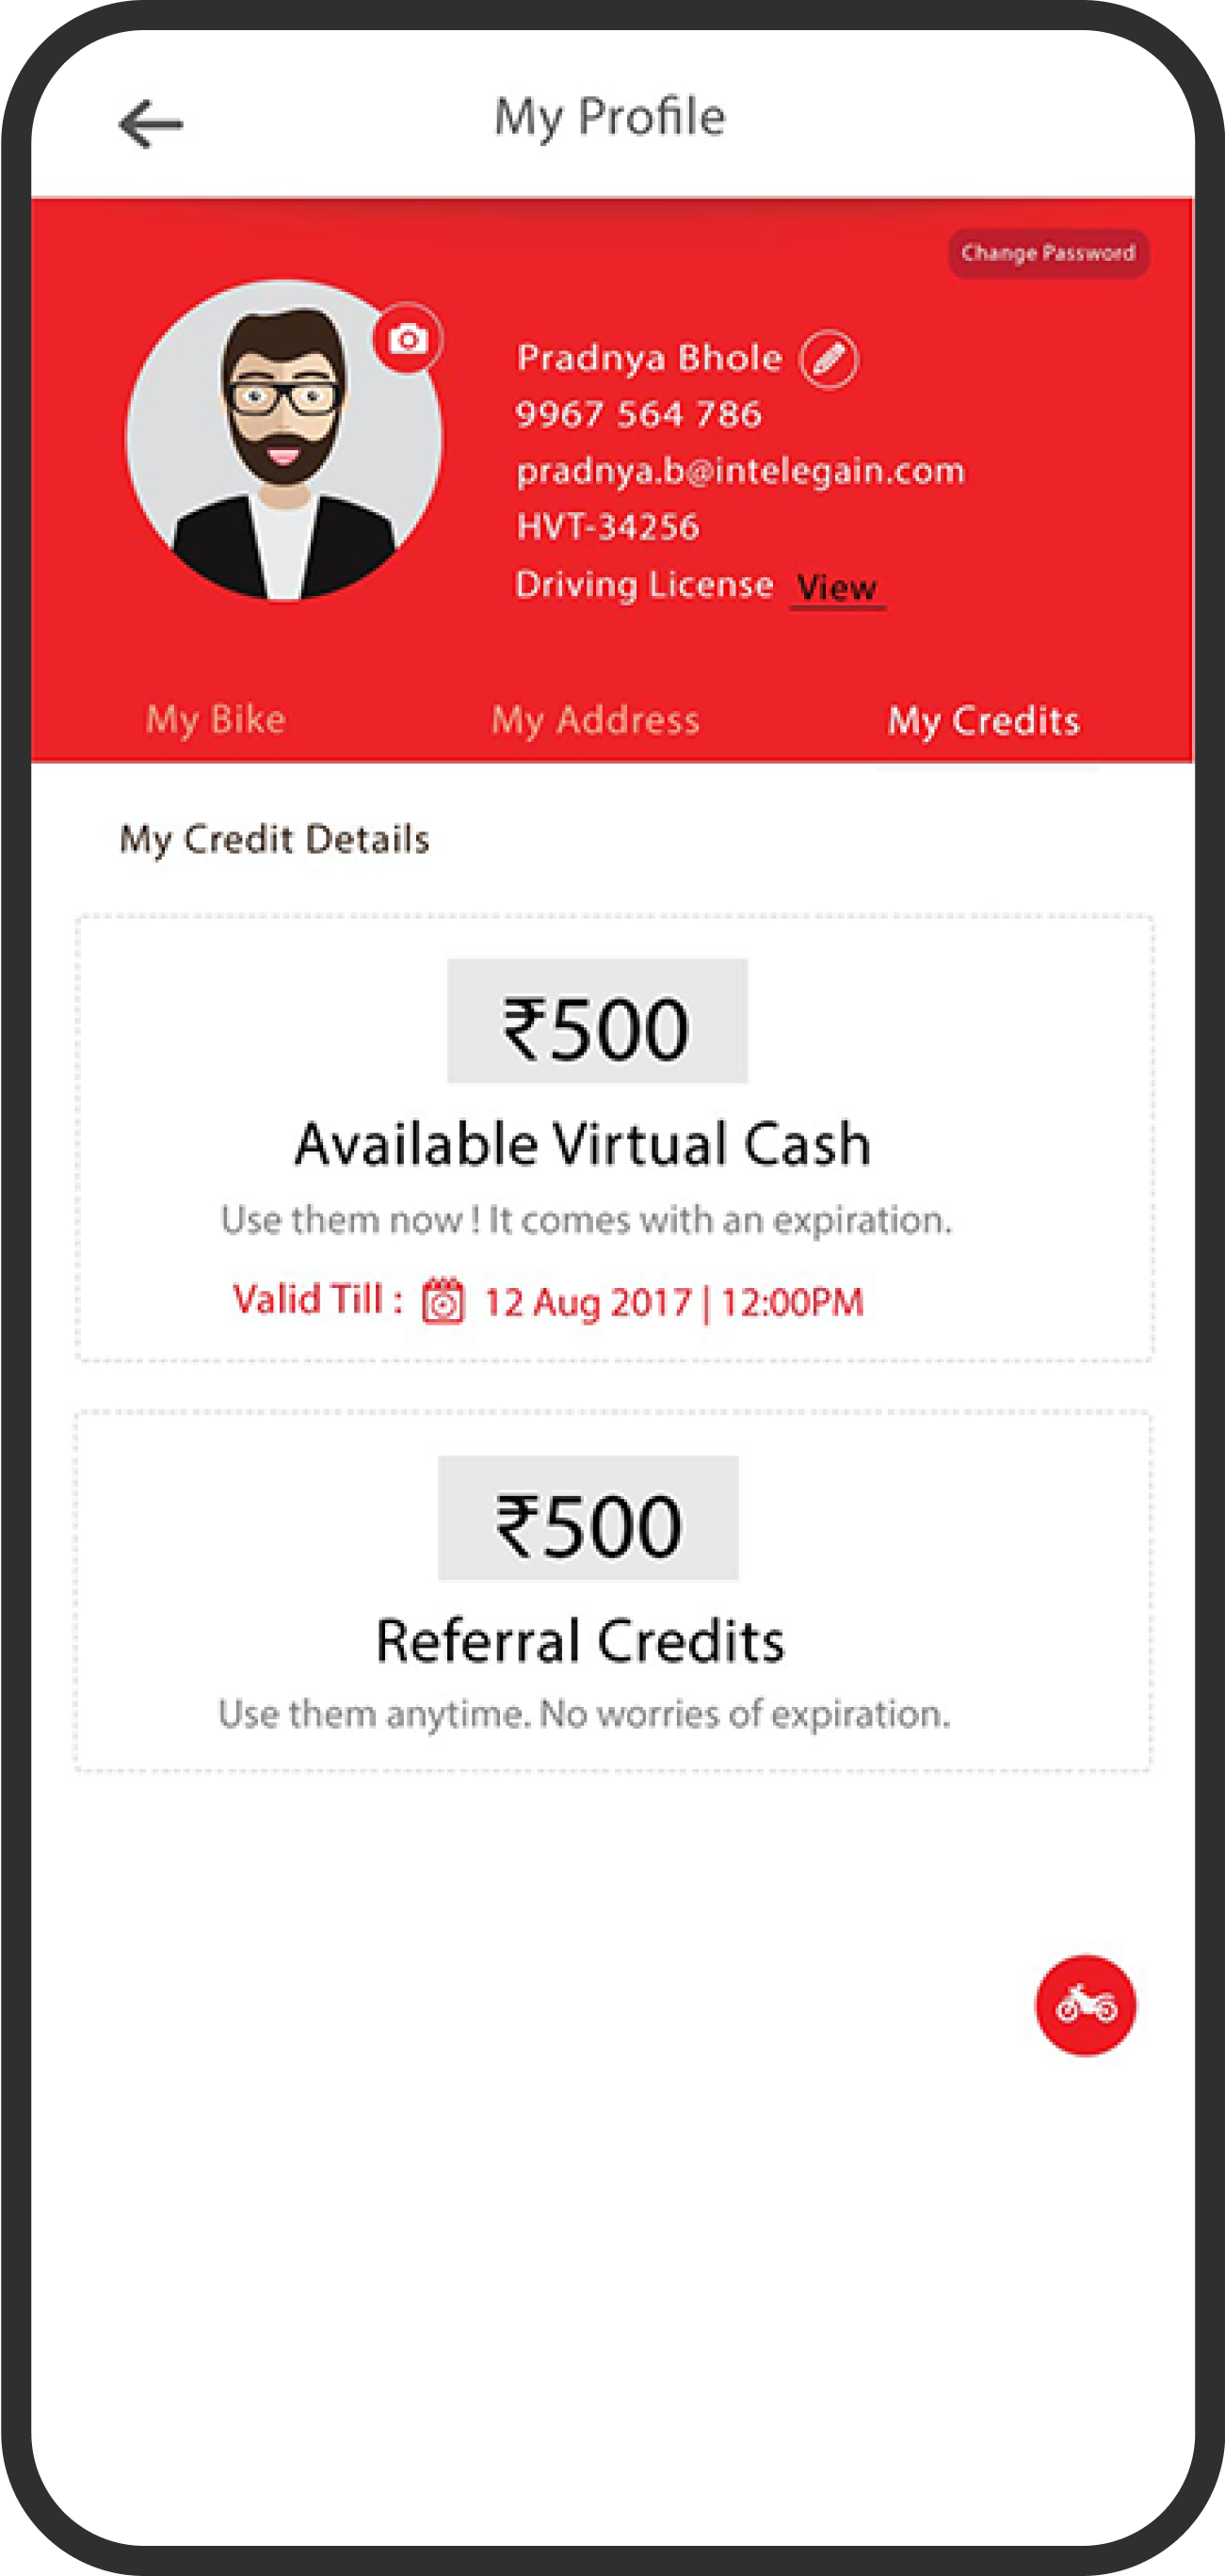 My Profile
Change Password
Pradnya Bhole
9967 564 786
pradnya.b@intelegain.com
HVT-34256
Driving License View
My Bike My Address My Credits
My Credit Details
₹500
Available Virtual Cash
Use them now ! It comes with an expiration.
Valid Till : 12 Aug 2017 | 12:00PM
₹500
Referral Credits
Use them anytime. No worries of expiration.